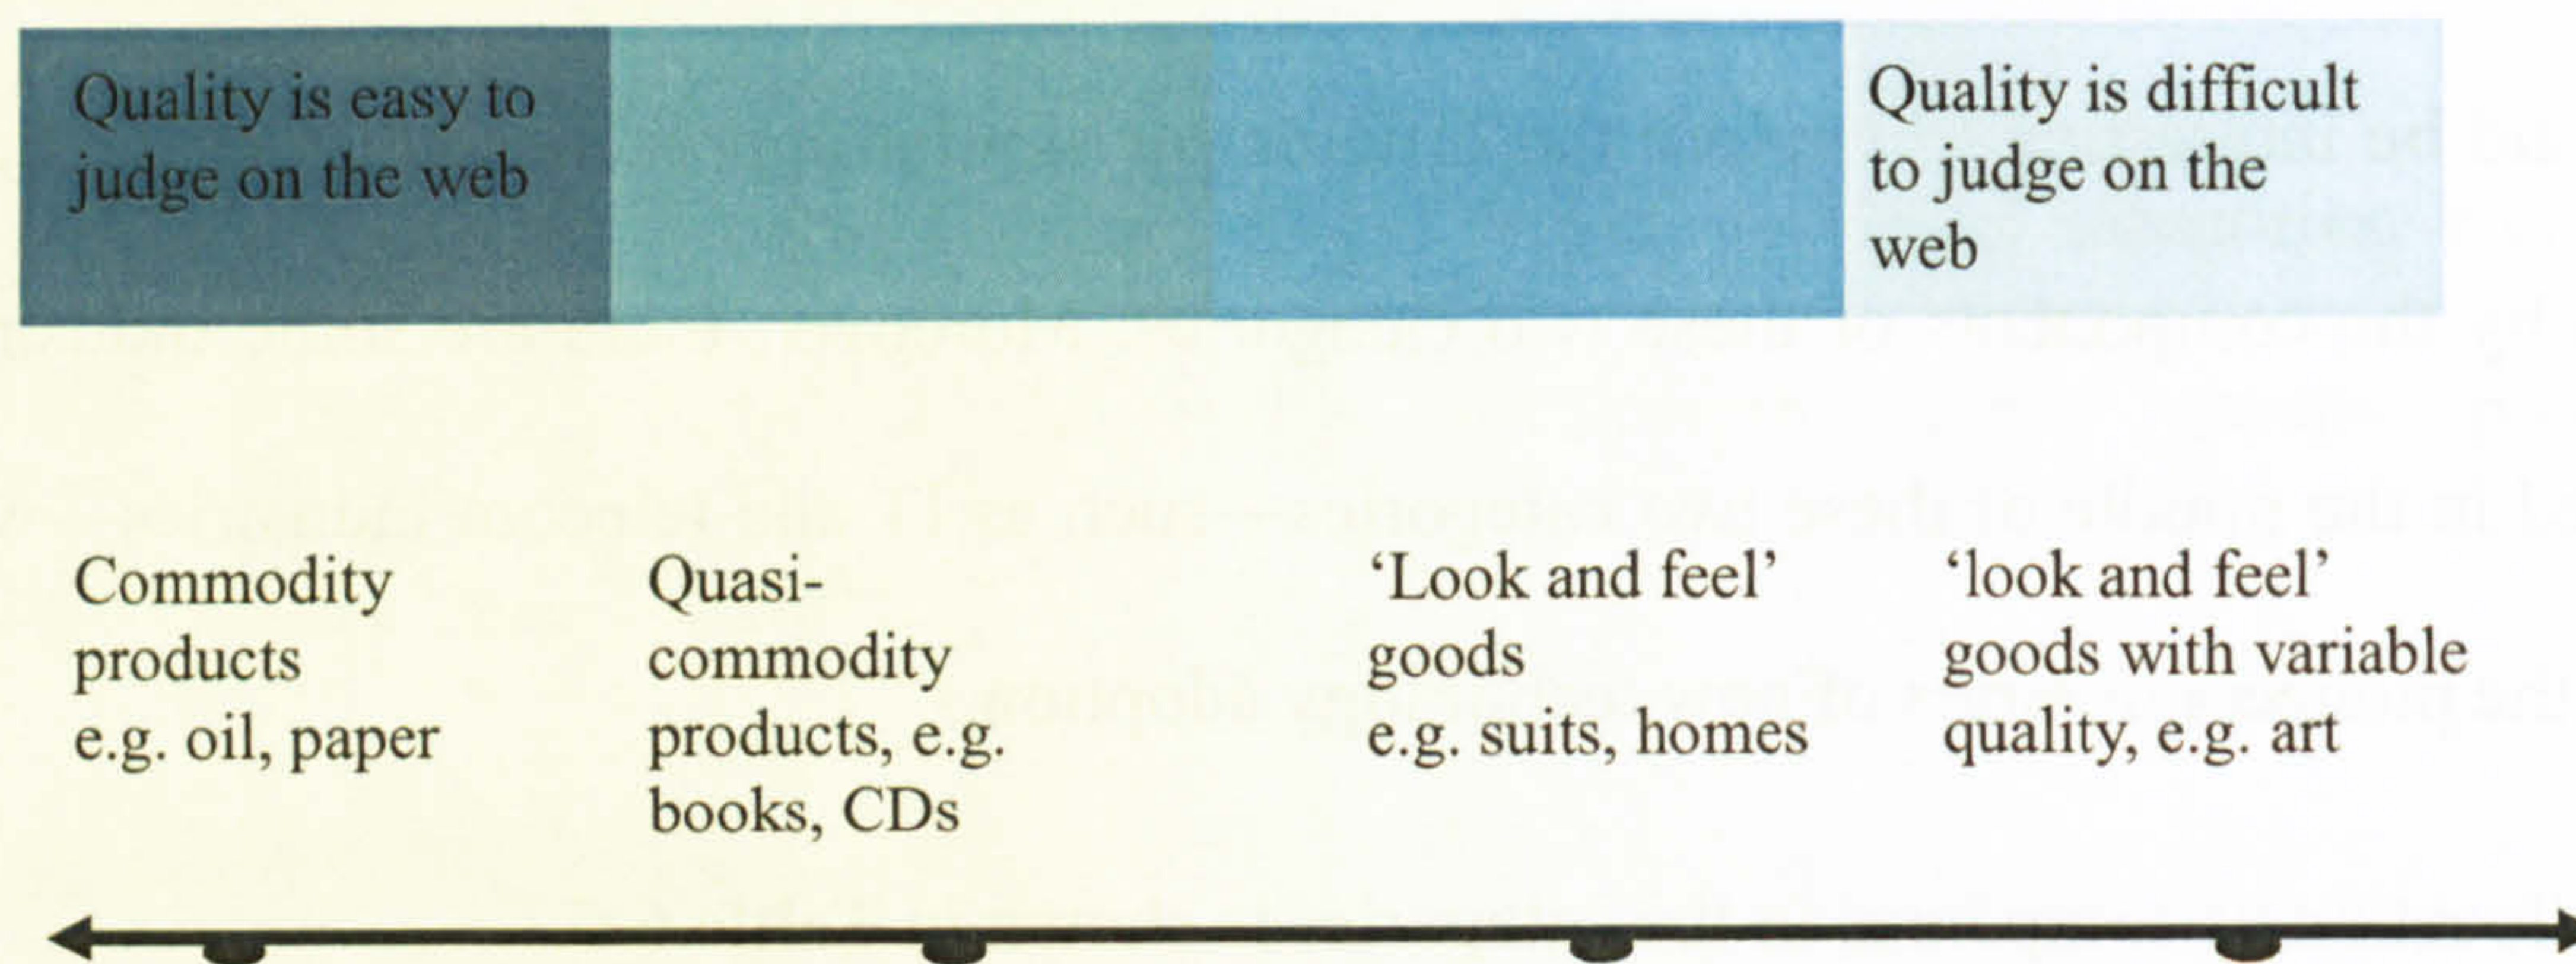 Quality is easy to
judge on the web
Quality is difficult
to judge on the
web
Commodity
products
e.g. oil, paper
Quasi-
commodity
products, e.g.
books, CDs
‘Look and feel’
goods
e.g. suits, homes
‘look and feel’
goods with variable
quality, e.g. art